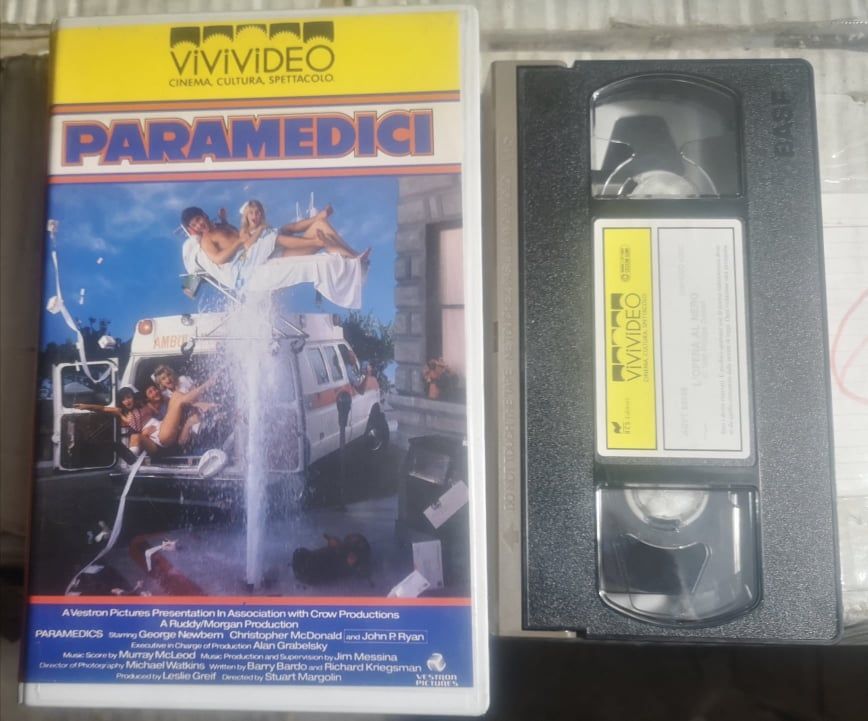 ViViViDEO
CINEMA, CULTURA, SPETTACOLO.
PARAMEDICI
AMBU
A Vestron Pictures Presentation In Association with Crow Productions
A Ruddy/Morgan Production
PARAMEDICS Starring George Newbern Christopher McDonald and John P. Ryan
Executive in Charge of Production Alan Grabelsky
Music Score by Murray McLeod Music Production and Supervision by Jim Messina
Director of Photography Michael Watkins Written by Barry Bardo and Richard Kriegsman
Produced by Leslie Greif Directed by Stuart Margolin
VESTRON
PICTURES
BASF
ViViViDEO
CINEMA, CULTURA, SPETTACOLO.
L'OPERA AL NERO